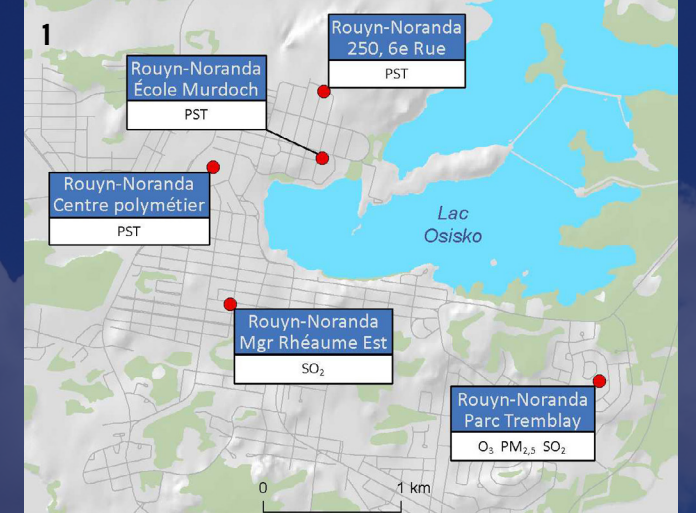 1
Rouyn-Noranda
250, 6e Rue
PST
Rouyn-Noranda
École Murdoch
PST
Rouyn-Noranda
Centre polymétier
PST
Lac
Osisko
Rouyn-Noranda
Mgr Rhéaume Est
SO₂
Rouyn-Noranda
Parc Tremblay
O₃ PM₂,₅ SO₂
0 1 km